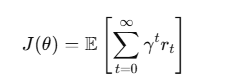 J(θ) = 𝔼 [ ∑_{t=0}^{∞} γ^t r_t ]